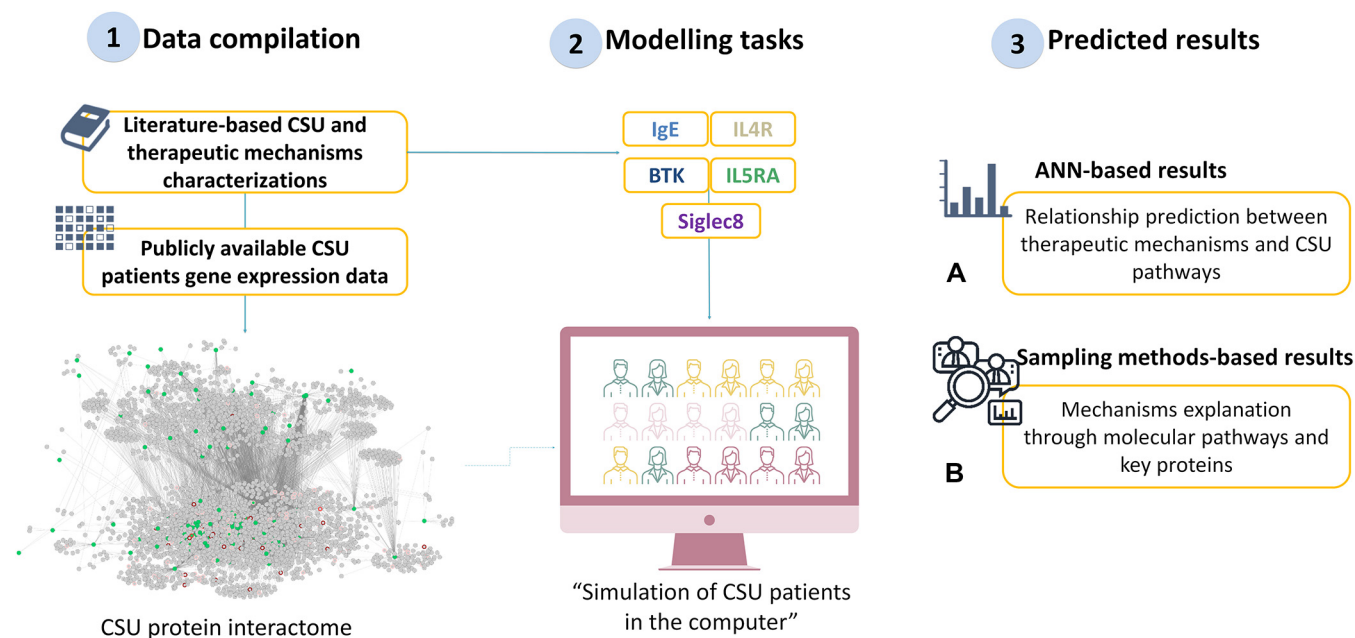 1 Data compilation
Literature-based CSU and
therapeutic mechanisms
characterizations
Publicly available CSU
patients gene expression data
CSU protein interactome
2 Modelling tasks
IgE
IL4R
BTK
IL5RA
Siglec8
“Simulation of CSU patients
in the computer”
3 Predicted results
ANN-based results
Relationship prediction between
therapeutic mechanisms and CSU
pathways
A
Sampling methods-based results
Mechanisms explanation
through molecular pathways and
key proteins
B